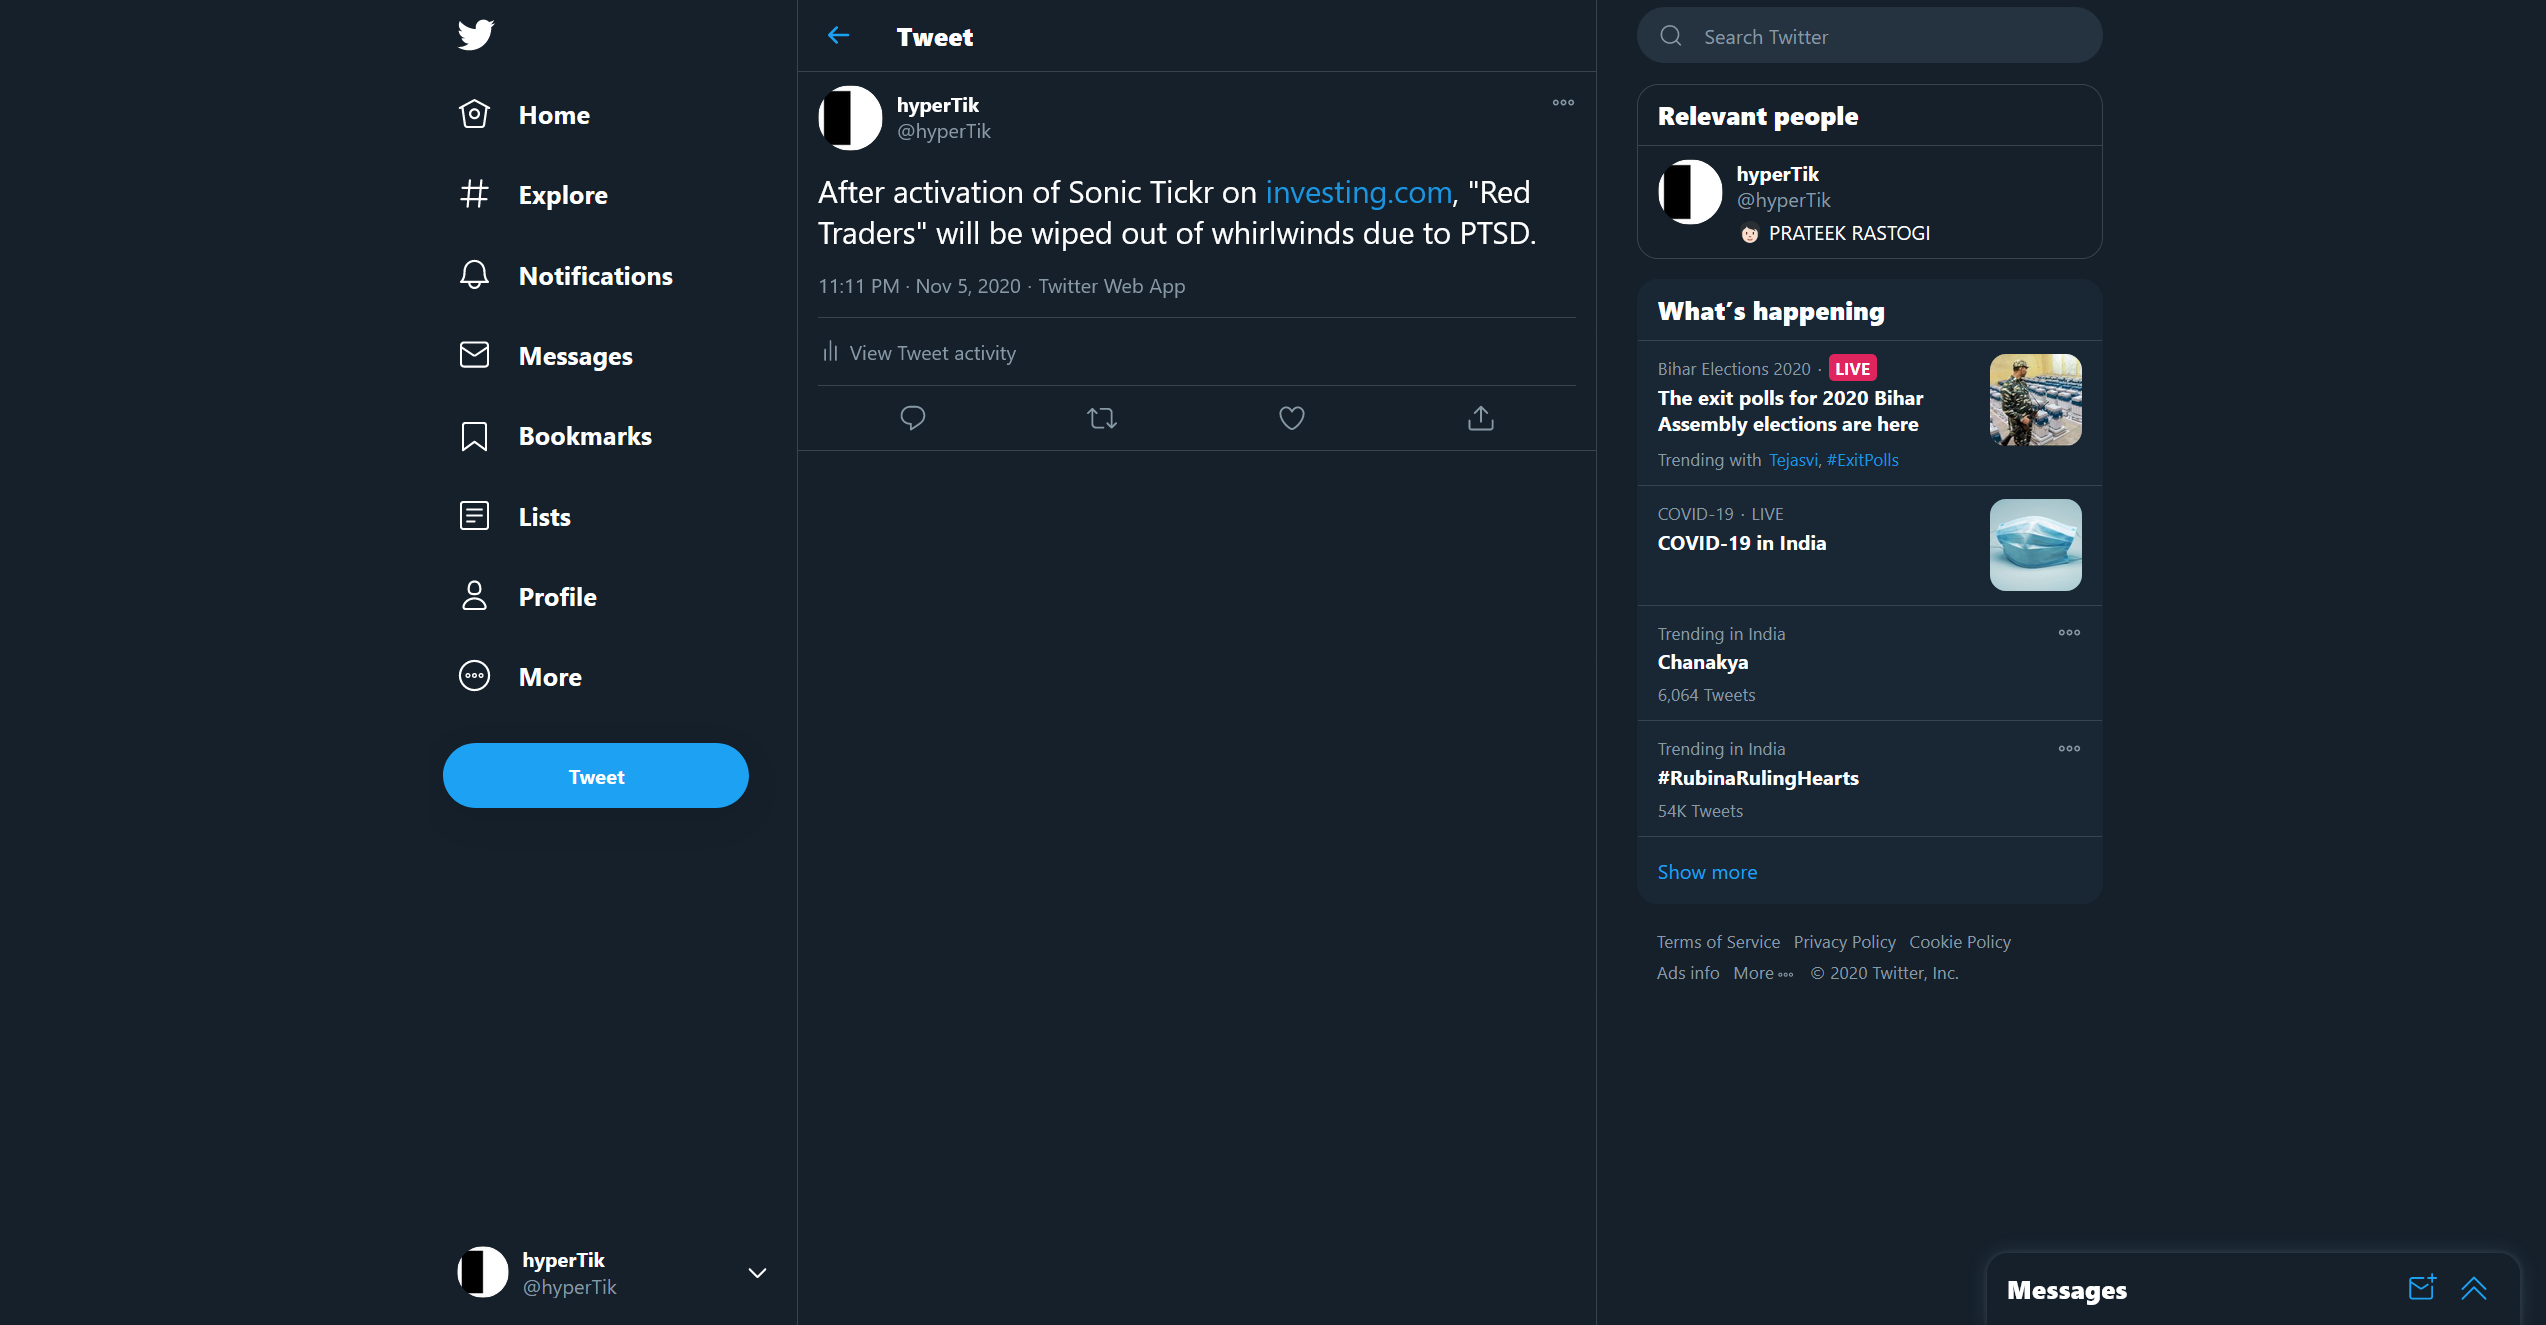 Home
Explore
Notifications
Messages
Bookmarks
Lists
Profile
More
Tweet
hyperTik
@hyperTik
Tweet
hyperTik
@hyperTik
After activation of Sonic Tickr on investing.com, "Red
Traders" will be wiped out of whirlwinds due to PTSD.
11:11 PM · Nov 5, 2020 · Twitter Web App
View Tweet activity
Search Twitter
Relevant people
hyperTik
@hyperTik
PRATEEK RASTOGI
What's happening
Bihar Elections 2020 · LIVE
The exit polls for 2020 Bihar
Assembly elections are here
Trending with Tejasvi, #ExitPolls
COVID-19 · LIVE
COVID-19 in India
Trending in India
Chanakya
6,064 Tweets
Trending in India
#RubinaRulingHearts
54K Tweets
Show more
Terms of Service Privacy Policy Cookie Policy
Ads info More © 2020 Twitter, Inc.
Messages